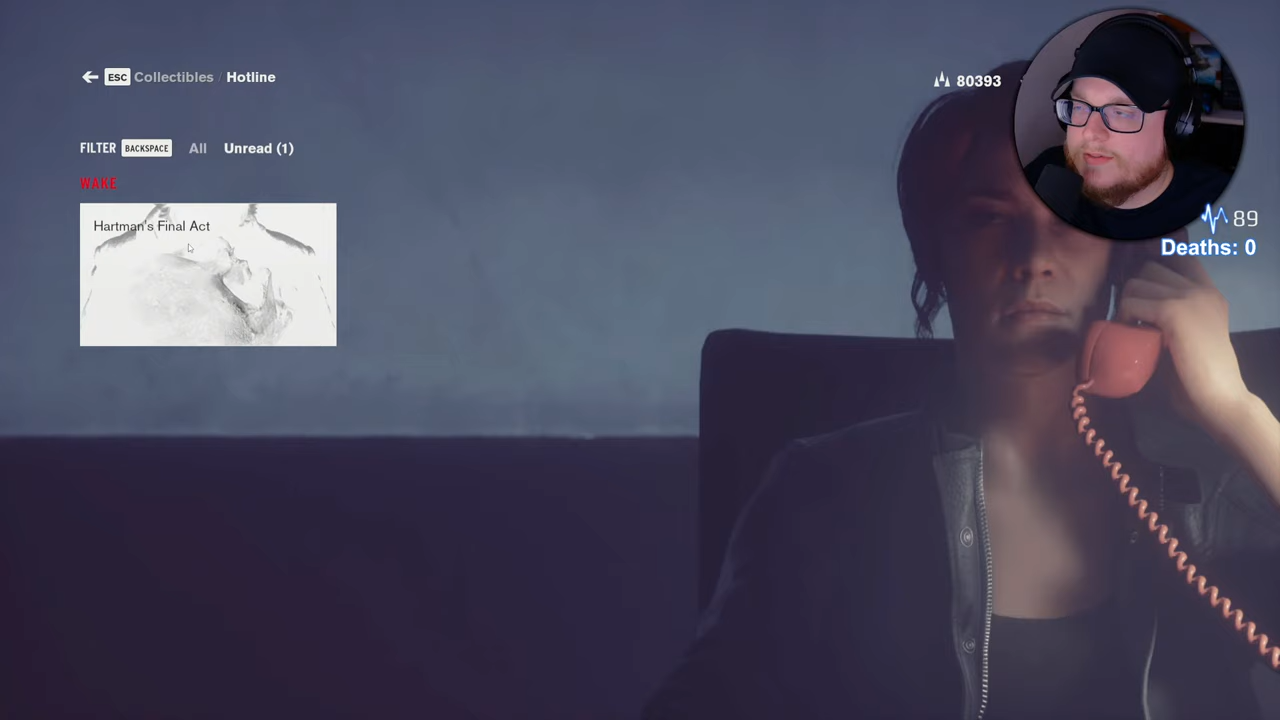 ESC Collectibles / Hotline
80393
FILTER BACKSPACE All Unread (1)
WAKE
Hartman's Final Act
89
Deaths: 0